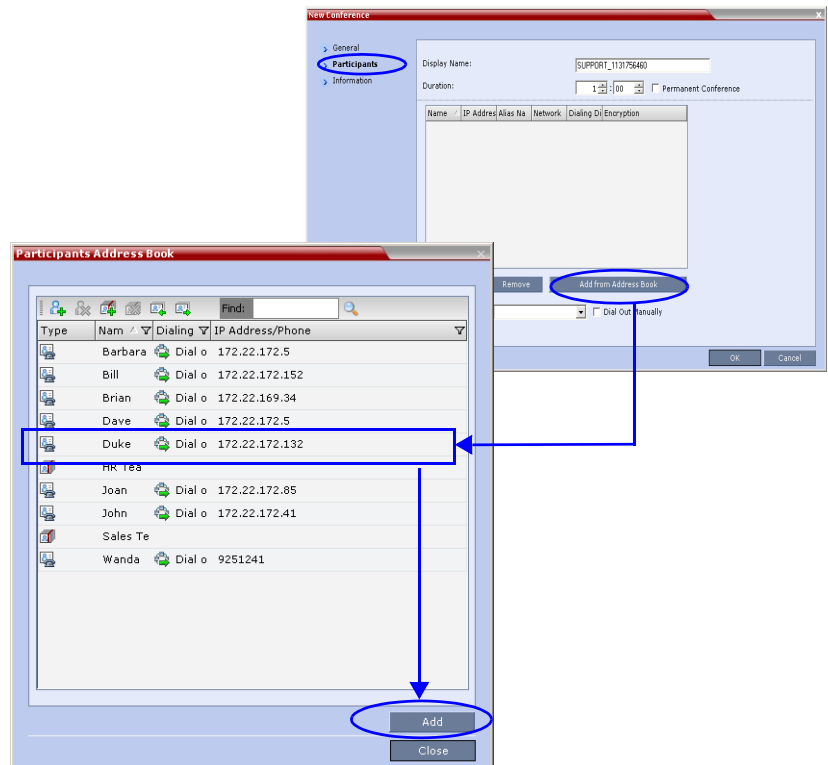 New Conference
General
Participants
Information
Display Name: SUPPORT_1131756460
Duration: 1 : 00 Permanent Conference
Name IP Addres Alias Na Network Dialing Di Encryption
Remove Add from Address Book
Dial Out Manually
OK Cancel
Participants Address Book
Find:
Type Nam Dialing IP Address/Phone
Barbara Dial o 172.22.172.5
Bill Dial o 172.22.172.152
Brian Dial o 172.22.169.34
Dave Dial o 172.22.172.5
Duke Dial o 172.22.172.132
HR Tea
Joan Dial o 172.22.172.85
John Dial o 172.22.172.41
Sales Te
Wanda Dial o 9251241
Add
Close